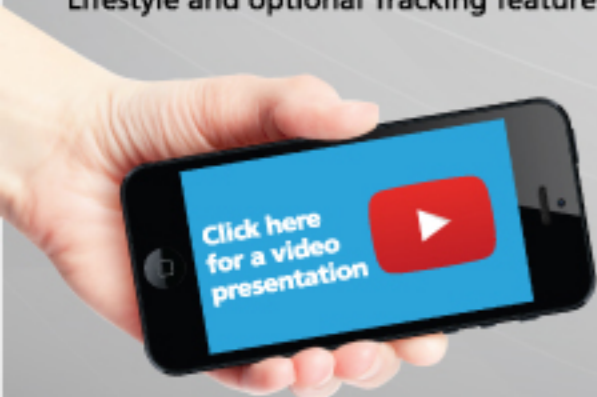 Lifestyle and optional Tracking feature
Click here
for a video
presentation